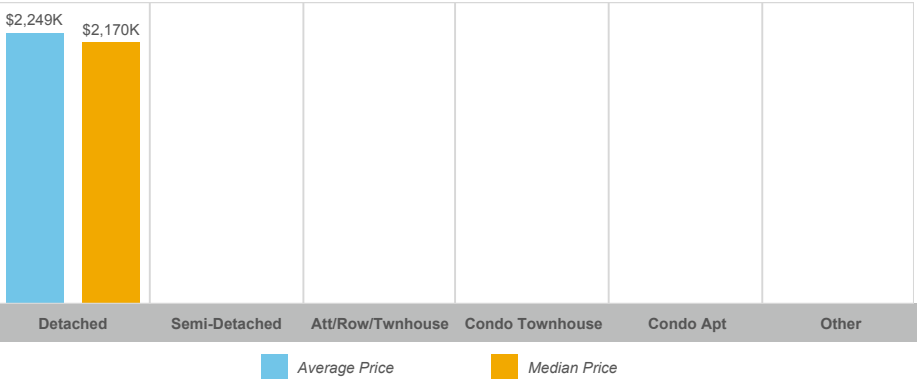 $2,249K
$2,170K
Detached Semi-Detached Att/Row/Twnhouse Condo Townhouse Condo Apt Other
Average Price Median Price